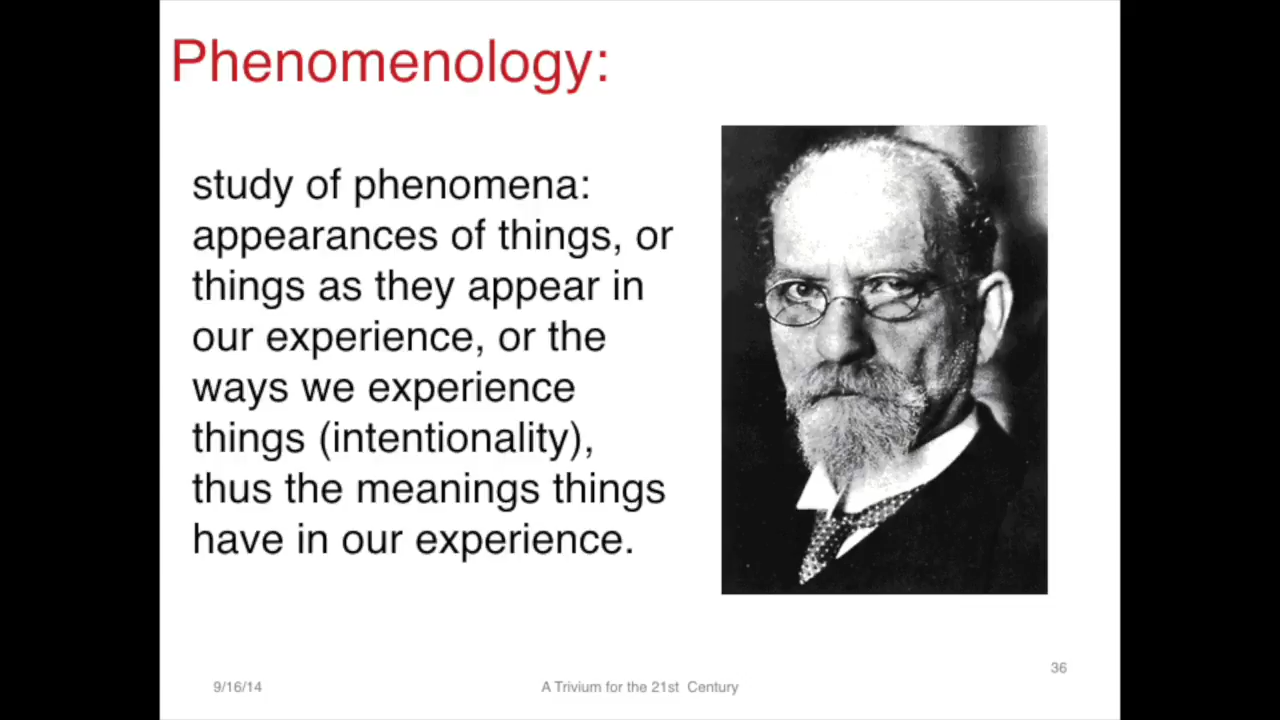 Phenomenology:
study of phenomena:
appearances of things, or
things as they appear in
our experience, or the
ways we experience
things (intentionality),
thus the meanings things
have in our experience.
36
9/16/14
A Trivium for the 21st Century